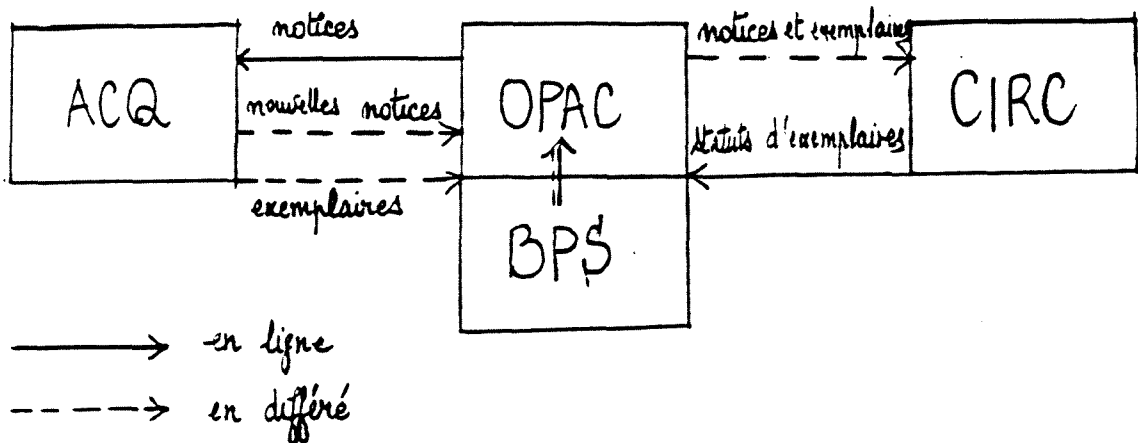 notices
notices et exemplaires
ACQ
OPAC
CIRC
nouvelles notices
statuts d'exemplaires
exemplaires
BPS
en ligne
en différé